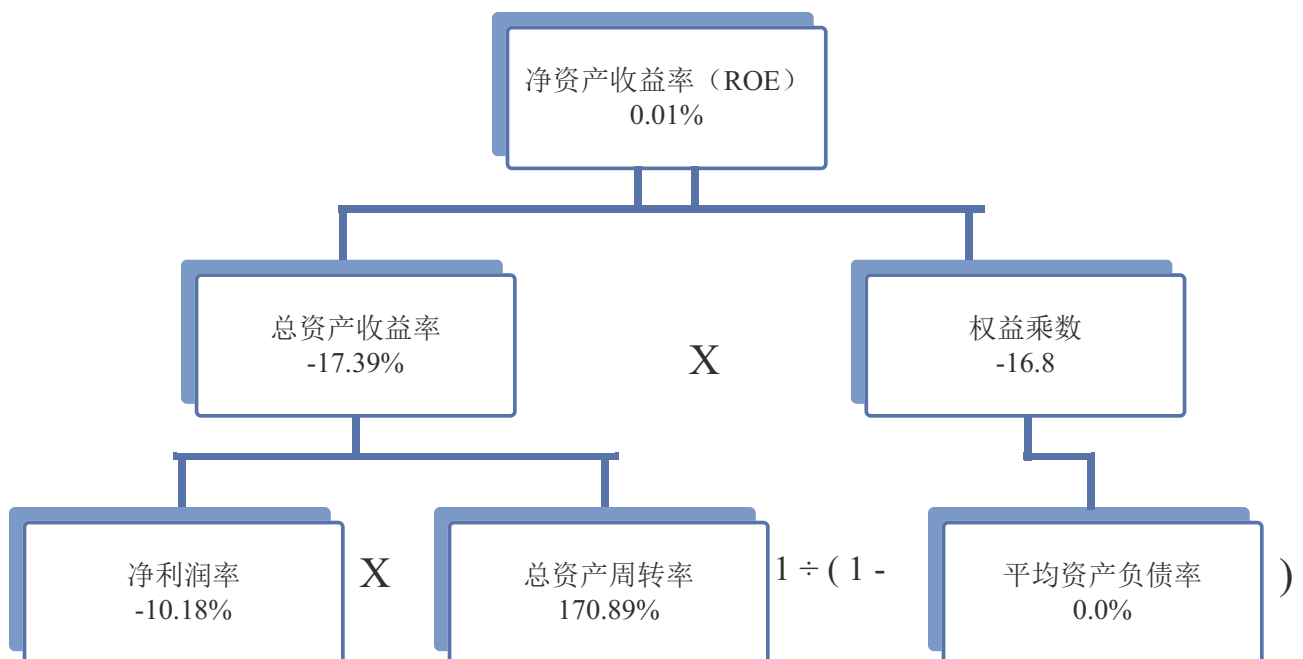 净资产收益率（ROE）
0.01%
总资产收益率
-17.39%
X
权益乘数
-16.8
净利润率
-10.18%
X
总资产周转率
170.89%
1 ÷ ( 1 -
平均资产负债率
0.0%
)